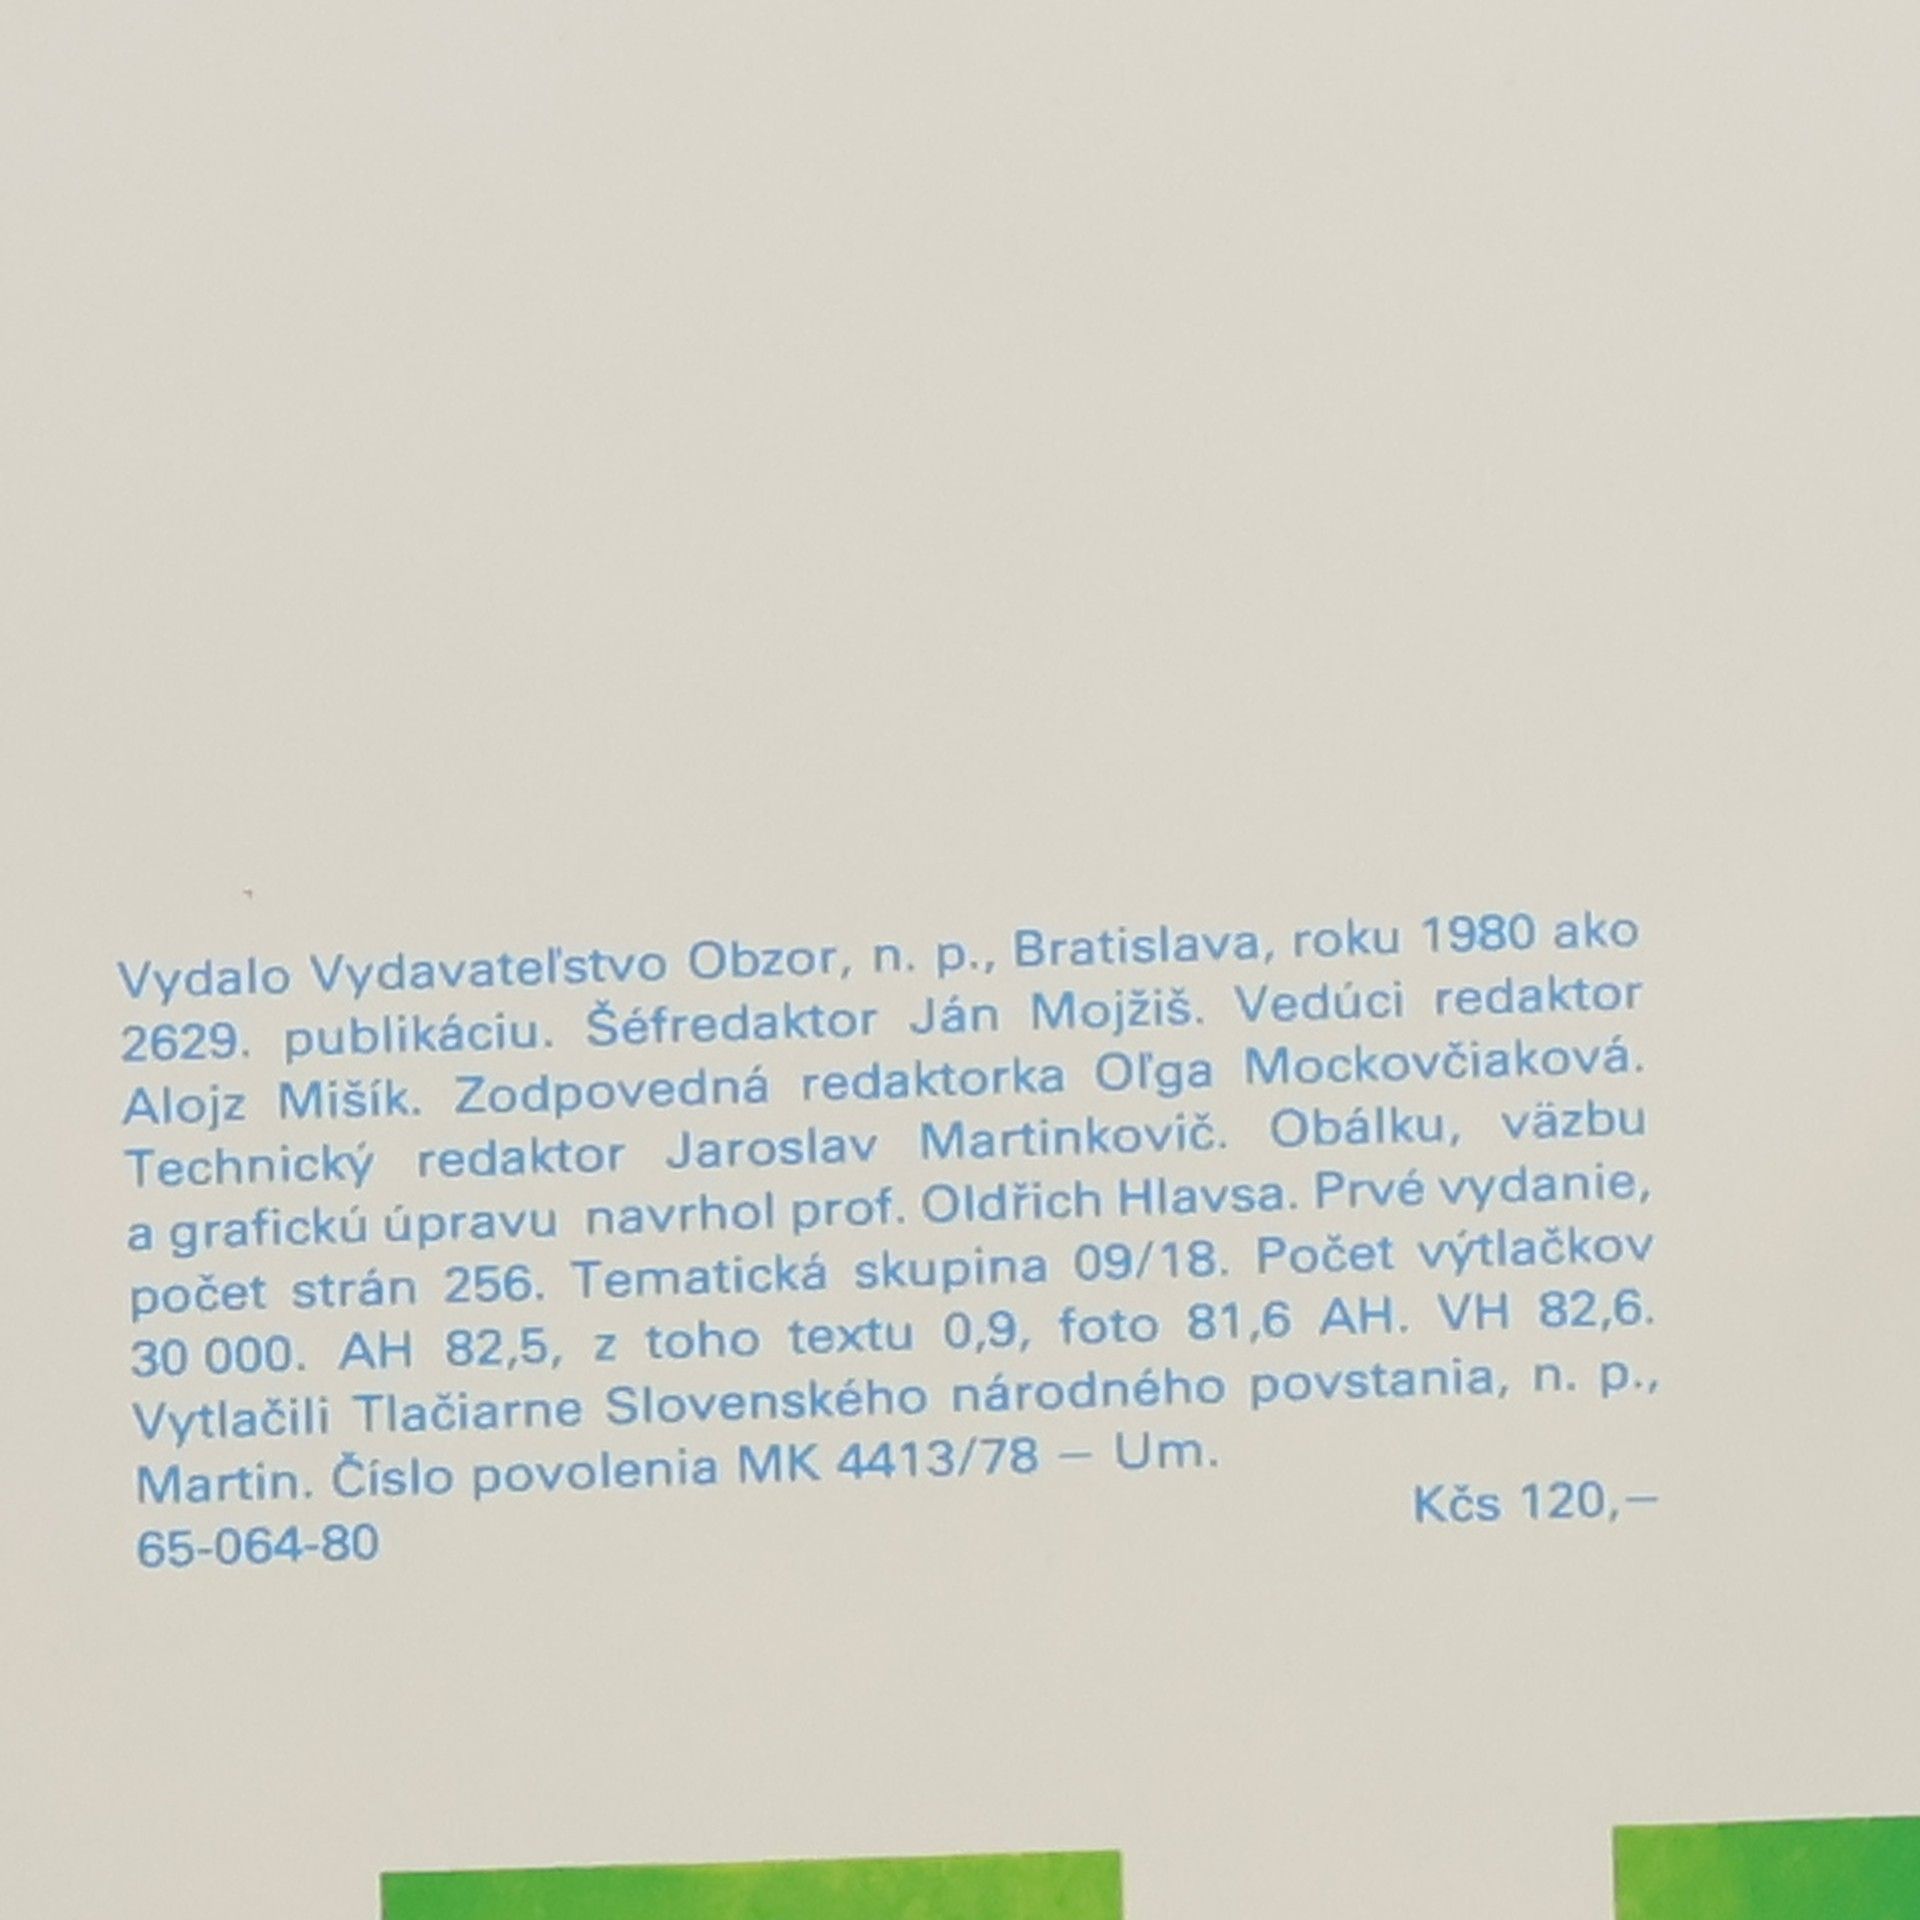 Vydalo Vydavateľstvo Obzor, n. p., Bratislava, roku 1980 ako
2629. publikáciu. Šéfredaktor Ján Mojžiš. Vedúci redaktor
Alojz Mišík. Zodpovedná redaktorka Oľga Mockovčiaková.
Technický redaktor Jaroslav Martinkovič. Obálku, väzbu
a grafickú úpravu navrhol prof. Oldřich Hlavsa. Prvé vydanie,
počet strán 256. Tematická skupina 09/18. Počet výtlačkov
30 000. AH 82,5, z toho textu 0,9, foto 81,6 AH. VH 82,6.
Vytlačili Tlačiarne Slovenského národného povstania, n. p.,
Martin. Číslo povolenia MK 4413/78 – Um.
65-064-80 Kčs 120,–